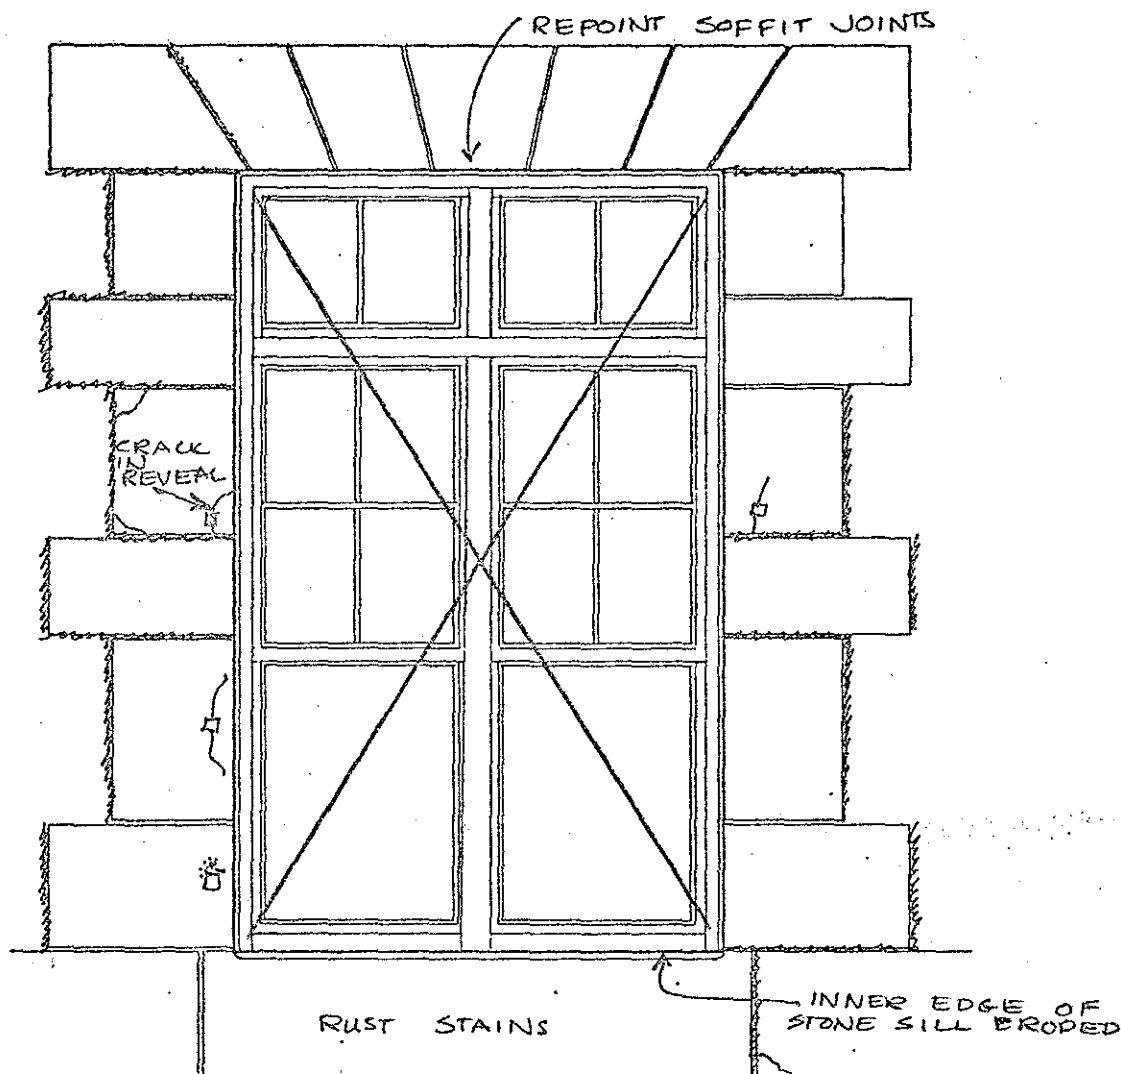 REPOINT SOFFIT JOINTS
CRACK
IN
REVEAL
INNER EDGE OF
STONE SILL ERODED
RUST STAINS